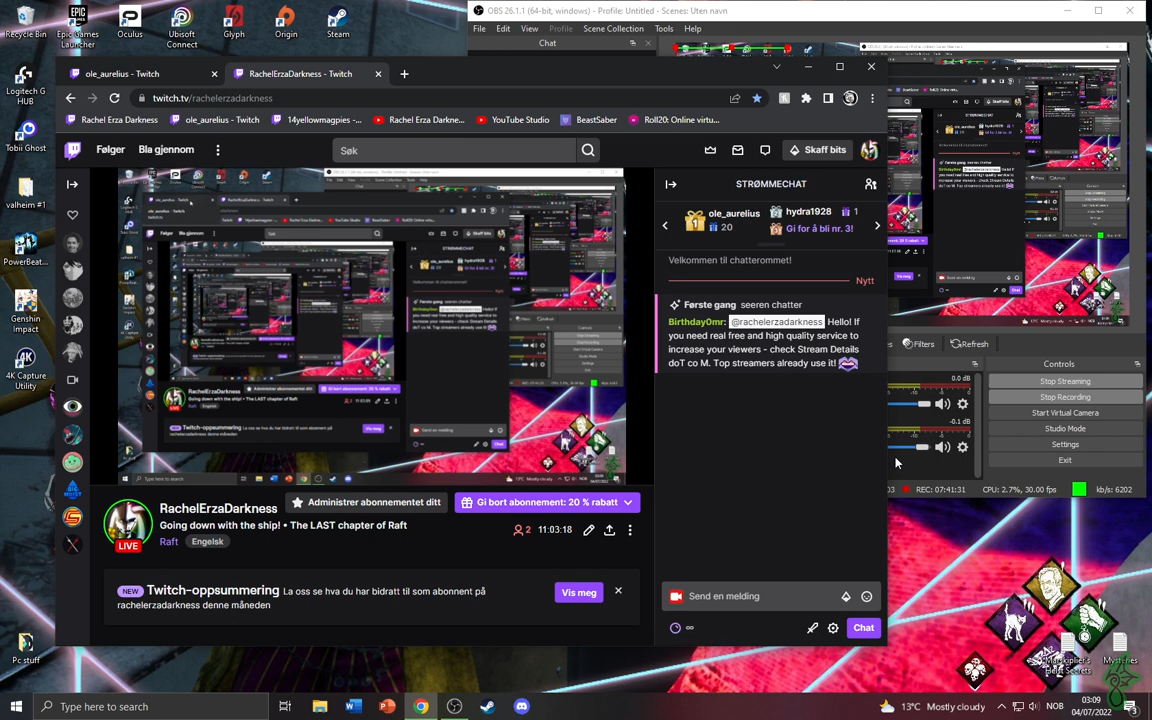 Recycle Bin
Epic Games Launcher
Oculus
Ubisoft Connect
Glyph
Origin
Steam
Logitech G HUB
Tobii Ghost
valheim #1
PowerBeat...
Genshin Impact
4K Capture Utility
Pc stuff
OBS 26.1.1 (64-bit, windows) - Profile: Untitled - Scenes: Uten navn
File Edit View Profile Scene Collection Tools Help
Chat
ole_aurelius - Twitch
RachelErzaDarkness - Twitch
twitch.tv/rachelerzadarkness
Rachel Erza Darkness
ole_aurelius - Twitch
14yellowmagpies -...
Rachel Erza Darkne...
YouTube Studio
BeastSaber
Roll20: Online virtu...
Følger
Bla gjennom
Søk
Skaff bits
STRØMMECHAT
ole_aurelius
20
hydra1928 1
Gi for å bli nr. 3!
Velkommen til chatterommet!
Nytt
Første gang seeren chatter
Birthday0mr: @rachelerzadarkness Hello! If
you need real free and high quality service to
increase your viewers - check Stream Details
doT co M. Top streamers already use it!
Send en melding
Chat
RachelErzaDarkness
Administrer abonnementet ditt
Gi bort abonnement: 20 % rabatt
Going down with the ship! • The LAST chapter of Raft
Raft
Engelsk
LIVE
2
11:03:18
NEW Twitch-oppsummering La oss se hva du har bidratt til som abonnent på
rachelerzadarkness denne måneden
Vis meg
Filters
Refresh
Controls
0.0 dB
-0.1 dB
Stop Streaming
Stop Recording
Start Virtual Camera
Studio Mode
Settings
Exit
REC: 07:41:31
CPU: 2.7%, 30.00 fps
kb/s: 6202
Mysteries
Type here to search
13°C Mostly cloudy
NOB
03:09
04/07/2022
3